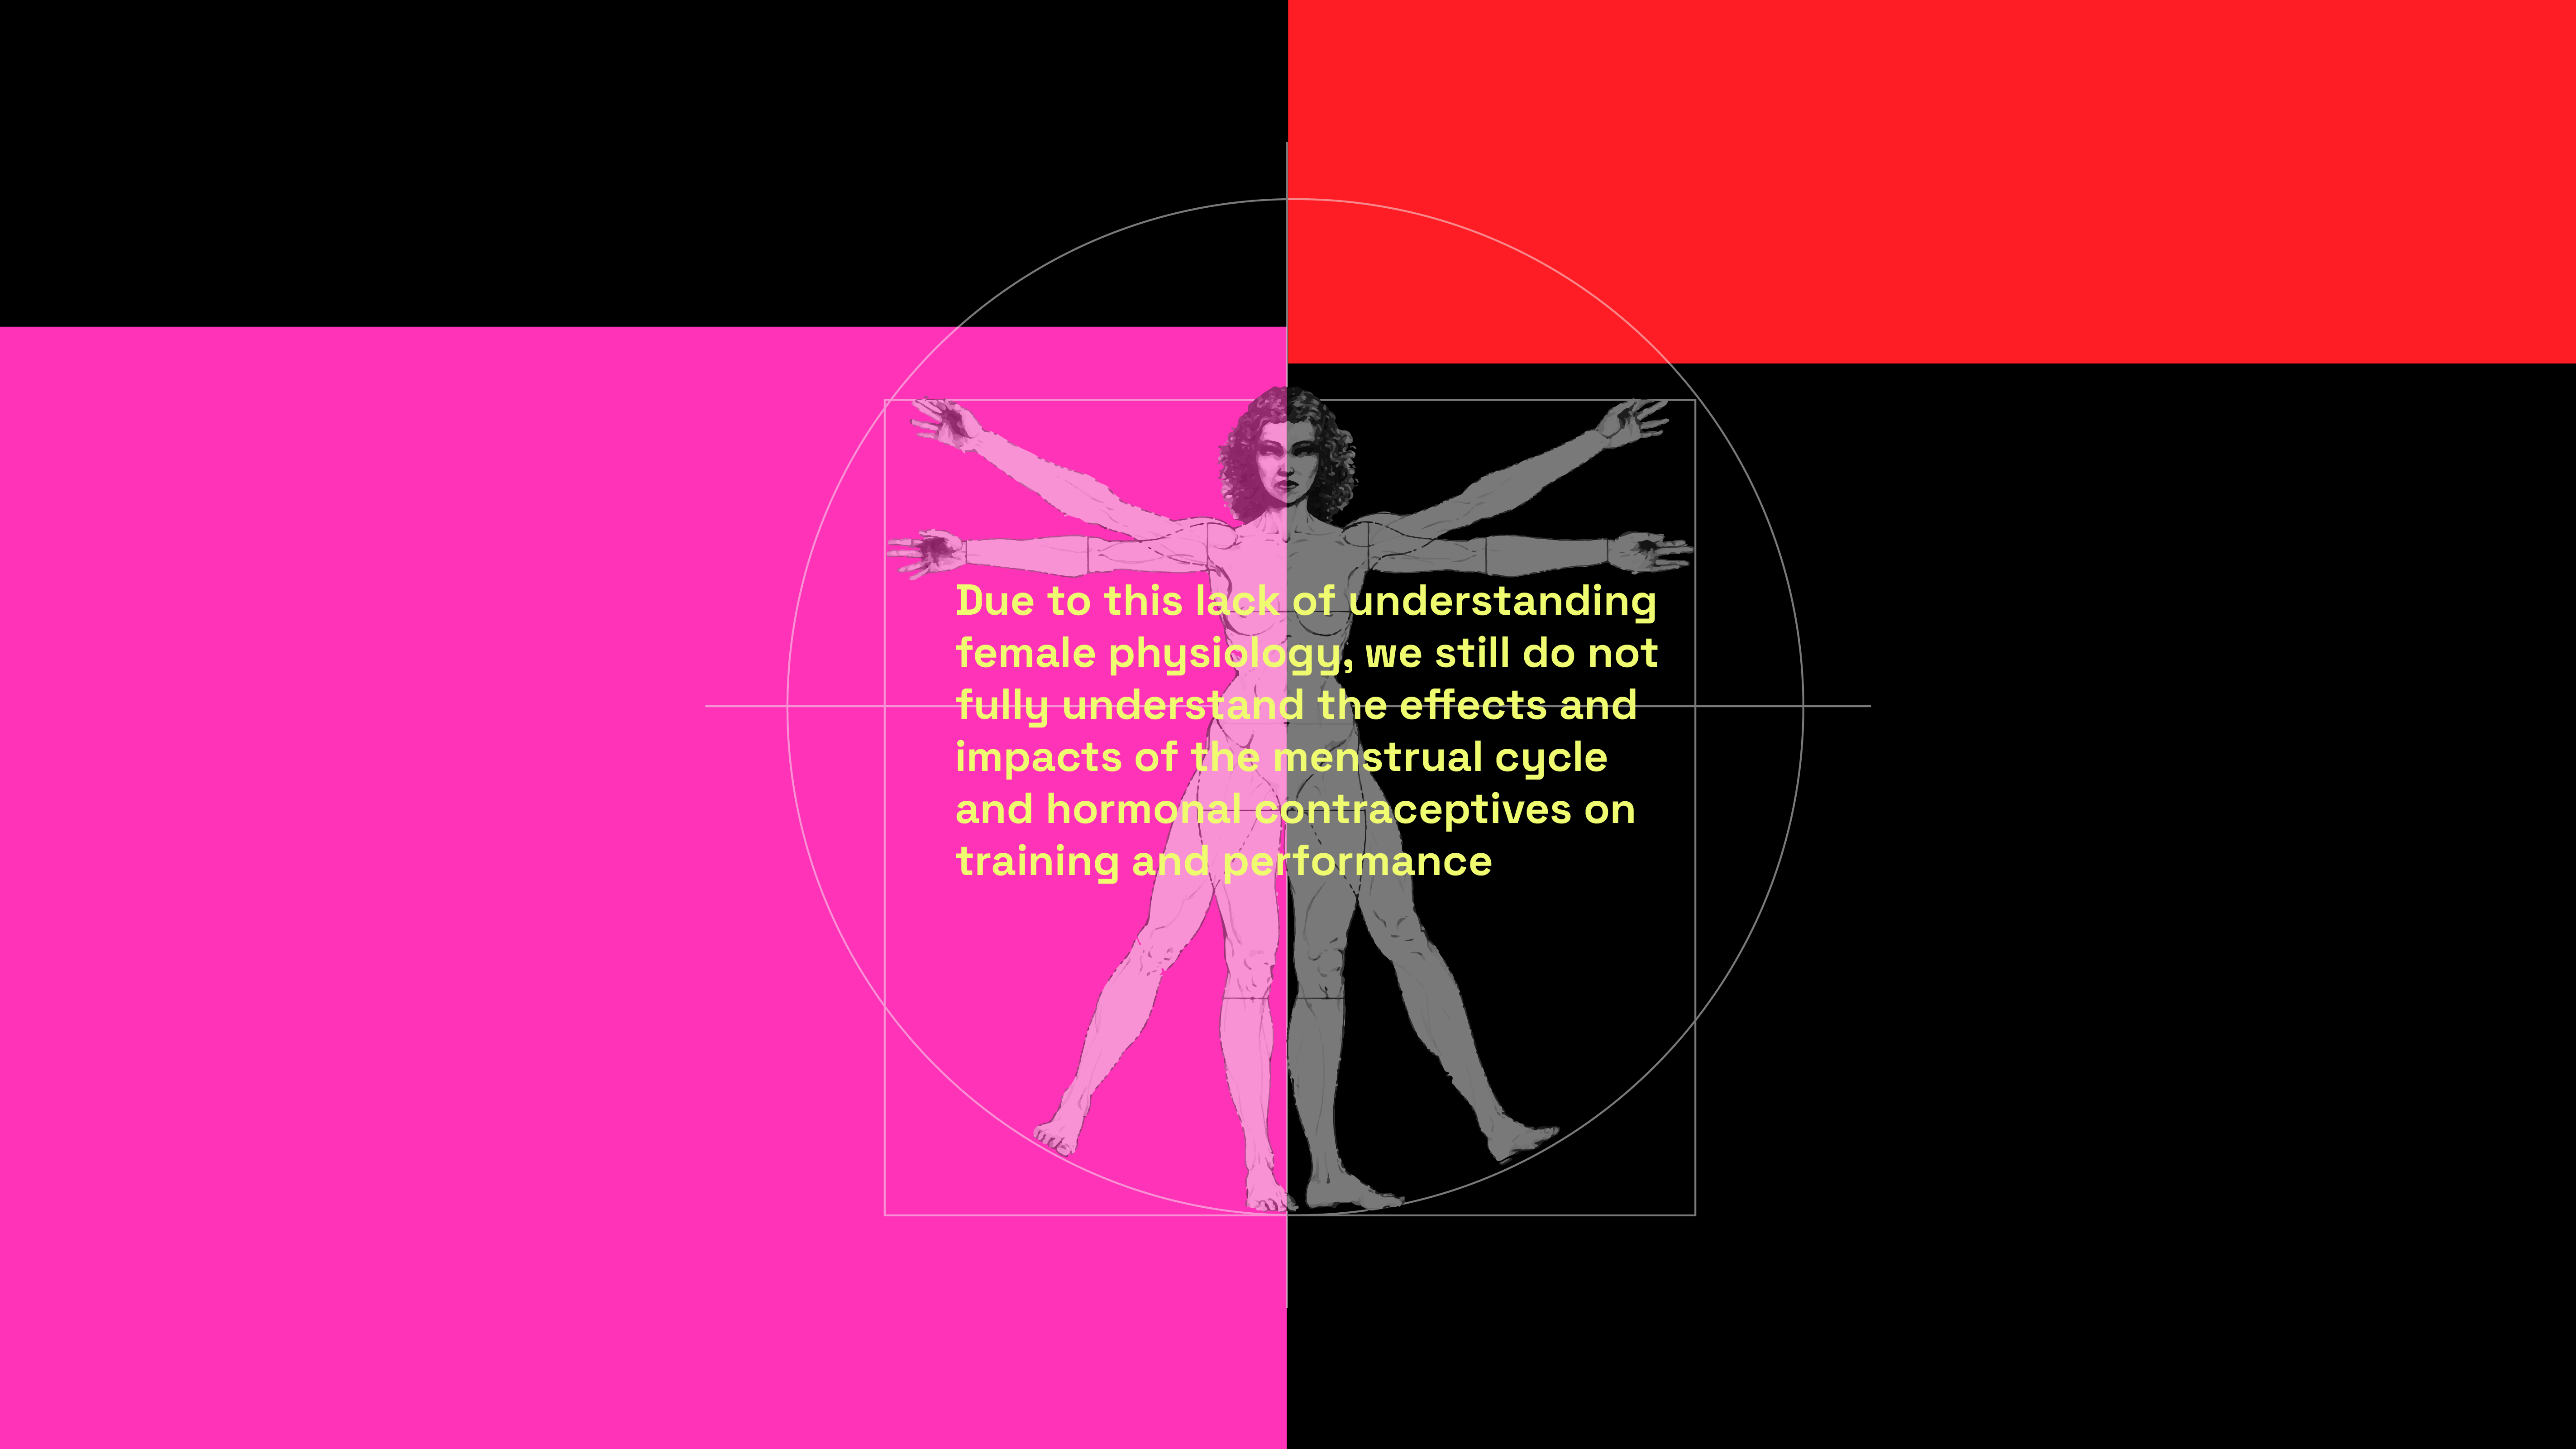 Due to this lack of understanding
female physiology, we still do not
fully understand the effects and
impacts of the menstrual cycle
and hormonal contraceptives on
training and performance